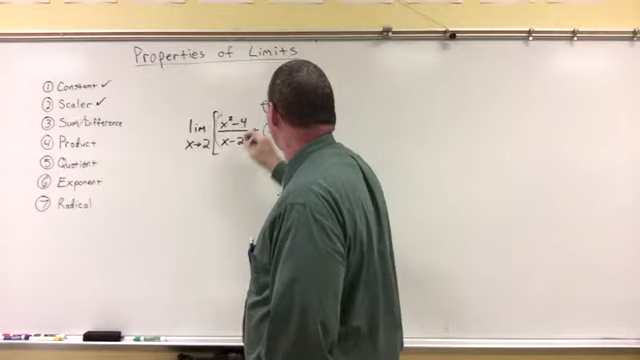 Properties of Limits
① Constant ✓
② Scaler ✓
③ Sum/Difference
④ Product
⑤ Quotient
⑥ Exponent
⑦ Radical
lim x→2 [ x²-4 / x-2 -